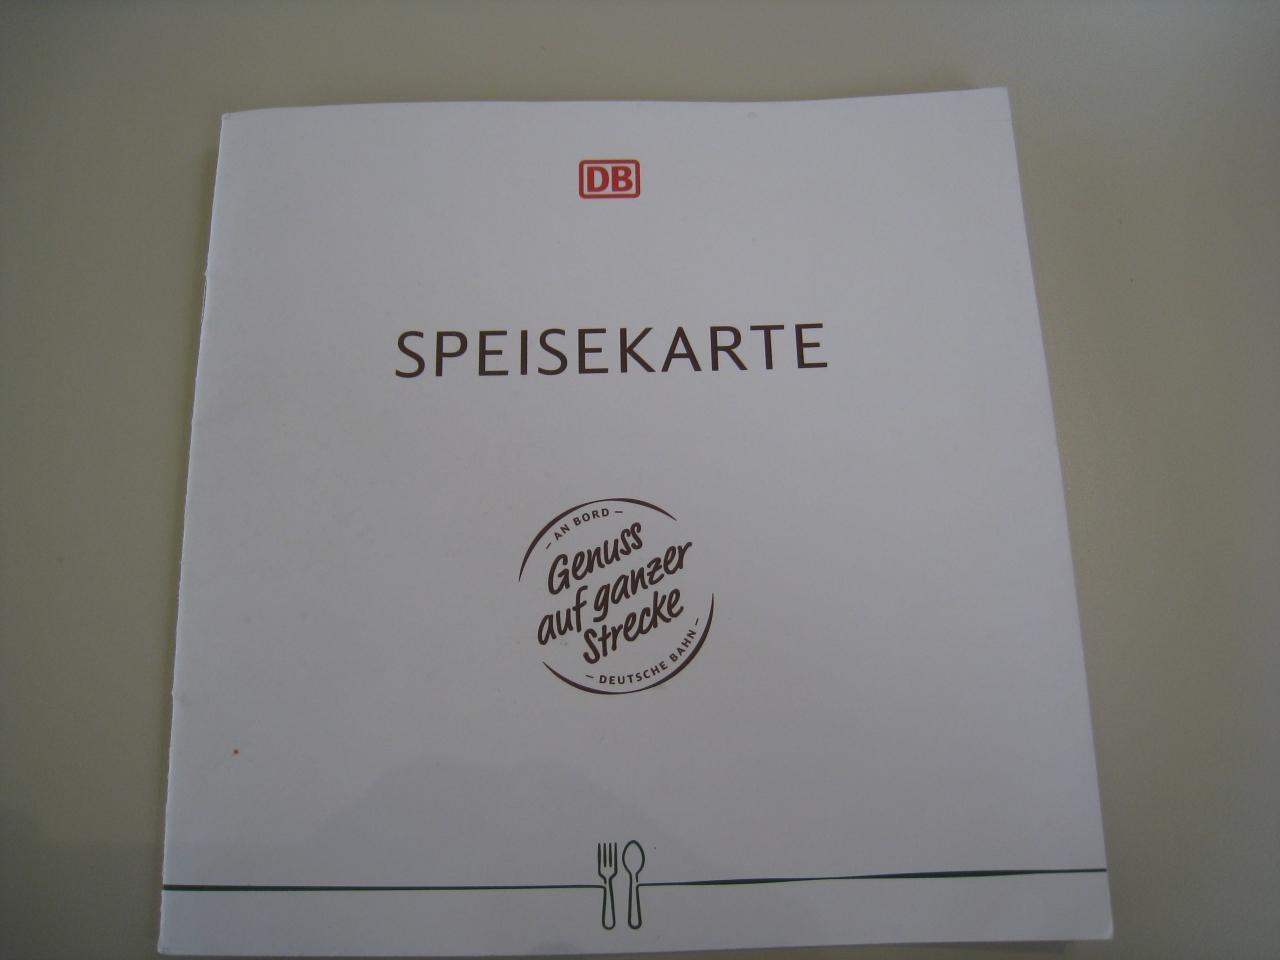 DB
SPEISEKARTE
– AN BORD –
Genuss
auf ganzer
Strecke
– DEUTSCHE BAHN –